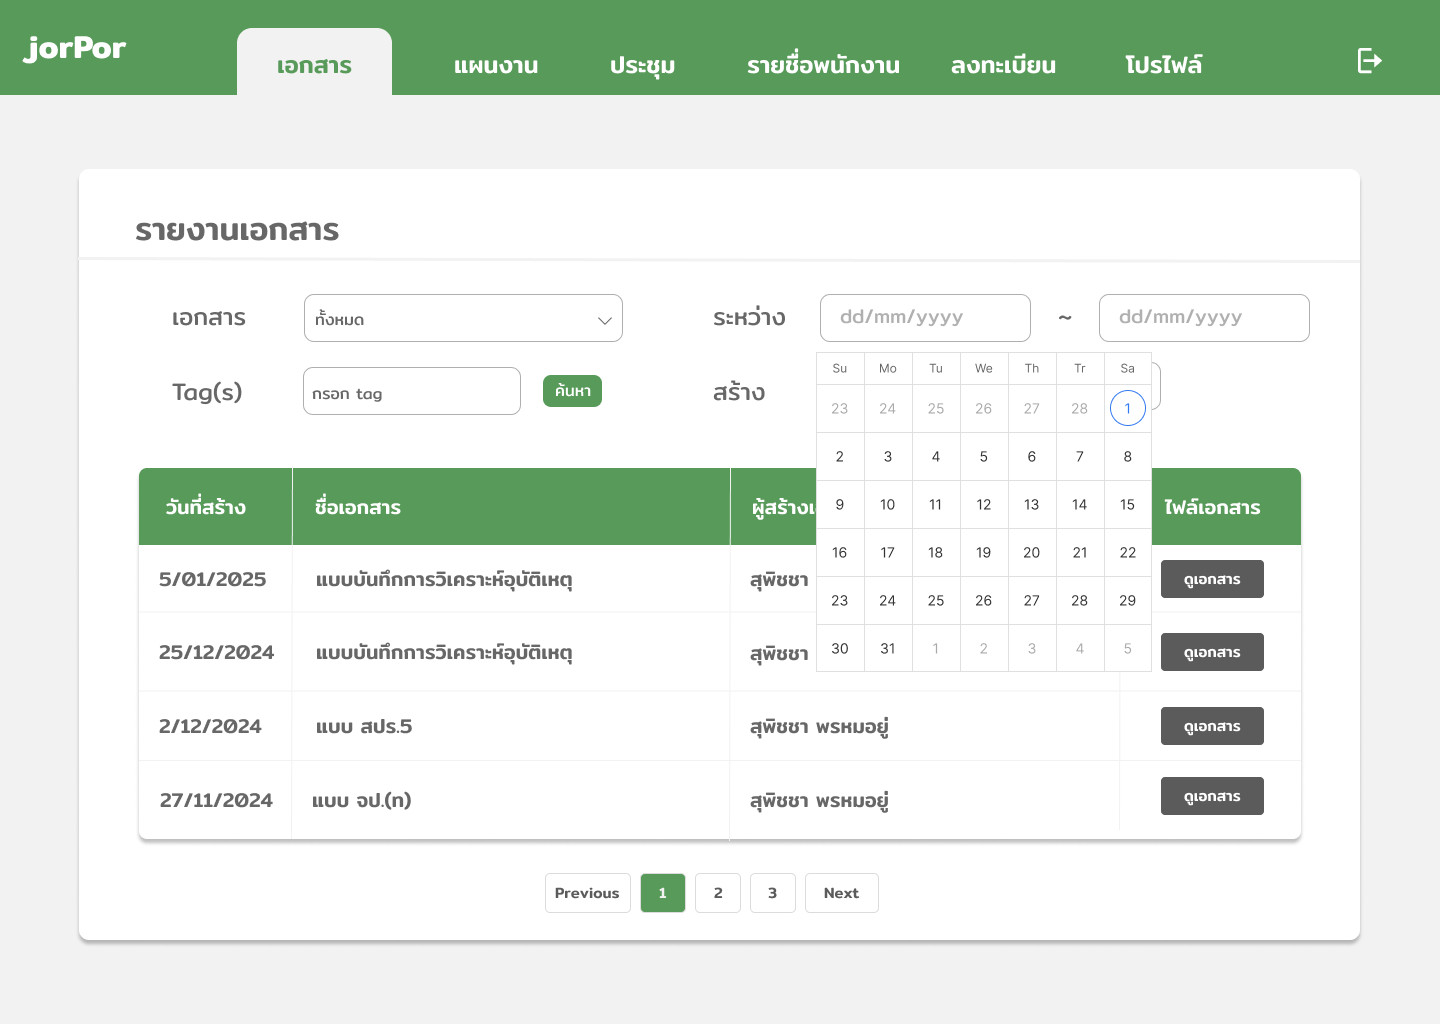 jorPor
เอกสาร แผนงาน ประชุม รายชื่อพนักงาน ลงทะเบียน โปรไฟล์
รายงานเอกสาร
เอกสาร ทั้งหมด ระหว่าง dd/mm/yyyy ~ dd/mm/yyyy
Tag(s) กรอก tag ค้นหา สร้าง
Su Mo Tu We Th Tr Sa
23 24 25 26 27 28 1
2 3 4 5 6 7 8
9 10 11 12 13 14 15
16 17 18 19 20 21 22
23 24 25 26 27 28 29
30 31 1 2 3 4 5
วันที่สร้าง ชื่อเอกสาร ผู้สร้าง ไฟล์เอกสาร
5/01/2025 แบบบันทึกการวิเคราะห์อุบัติเหตุ สุพิชชา ดูเอกสาร
25/12/2024 แบบบันทึกการวิเคราะห์อุบัติเหตุ สุพิชชา ดูเอกสาร
2/12/2024 แบบ สปร.5 สุพิชชา พรหมอยู่ ดูเอกสาร
27/11/2024 แบบ จป.(ท) สุพิชชา พรหมอยู่ ดูเอกสาร
Previous 1 2 3 Next